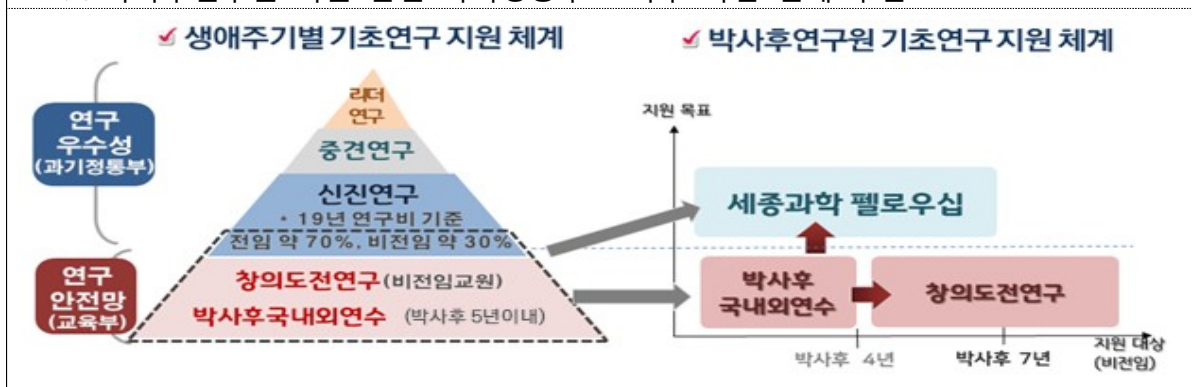 생애주기별 기초연구 지원 체계
리더
연구
중견연구
신진연구
• 19년 연구비 기준
전임 약 70%, 비전임 약 30%
창의도전연구 (비전임교원)
박사후국내외연수 (박사후 5년이내)
연구
우수성
(과기정통부)
연구
안전망
(교육부)
박사후연구원 기초연구 지원 체계
지원 목표
세종과학 펠로우십
박사후
국내외연수
창의도전연구
박사후 4년
박사후 7년
지원 대상
(비전임)